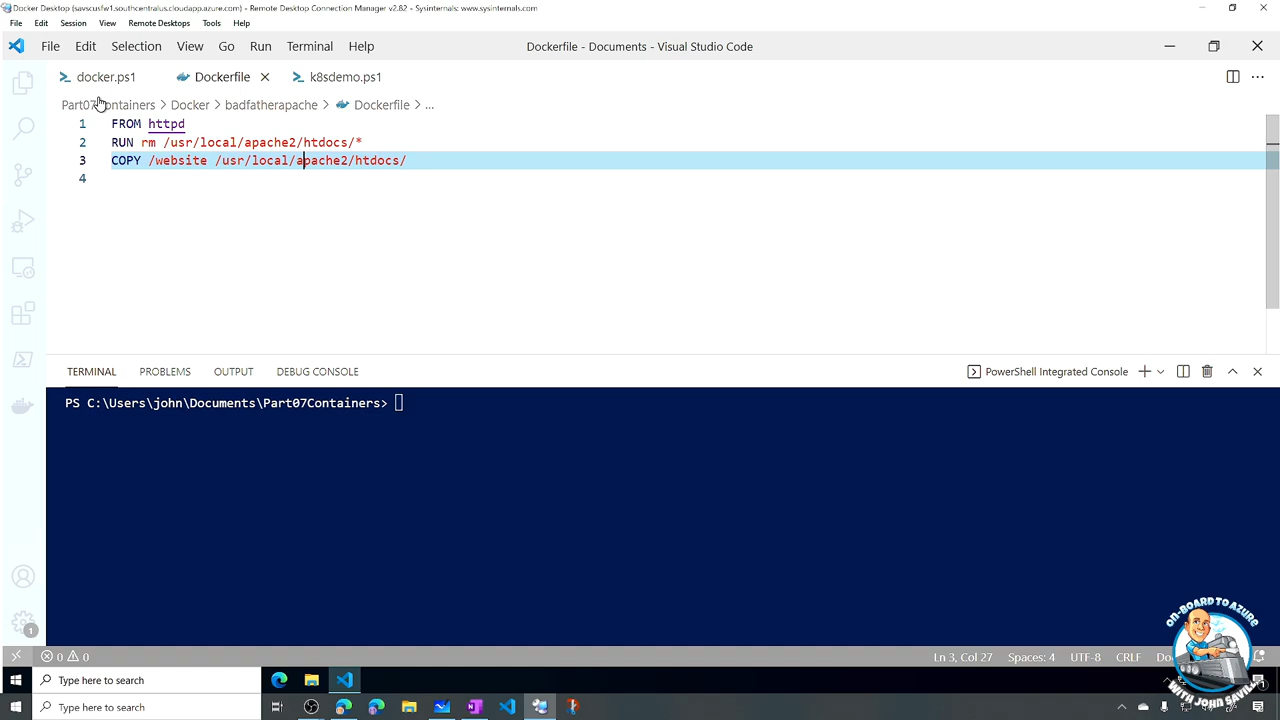 Docker Desktop (savscusfw1.southcentralus.cloudapp.azure.com) - Remote Desktop Connection Manager v2.82 - Sysinternals: www.sysinternals.com
File Edit Session View Remote Desktops Tools Help
File Edit Selection View Go Run Terminal Help Dockerfile - Documents - Visual Studio Code
docker.ps1 Dockerfile k8sdemo.ps1
Part07Containers > Docker > badfatherapache > Dockerfile > ...
1 FROM httpd
2 RUN rm /usr/local/apache2/htdocs/*
3 COPY /website /usr/local/apache2/htdocs/
4
TERMINAL PROBLEMS OUTPUT DEBUG CONSOLE PowerShell Integrated Console
PS C:\Users\john\Documents\Part07Containers>
1
0 0 Ln 3, Col 27 Spaces: 4 UTF-8 CRLF
Type here to search
Type here to search
ON-BOARD TO AZURE
WITH JOHN SAVILL